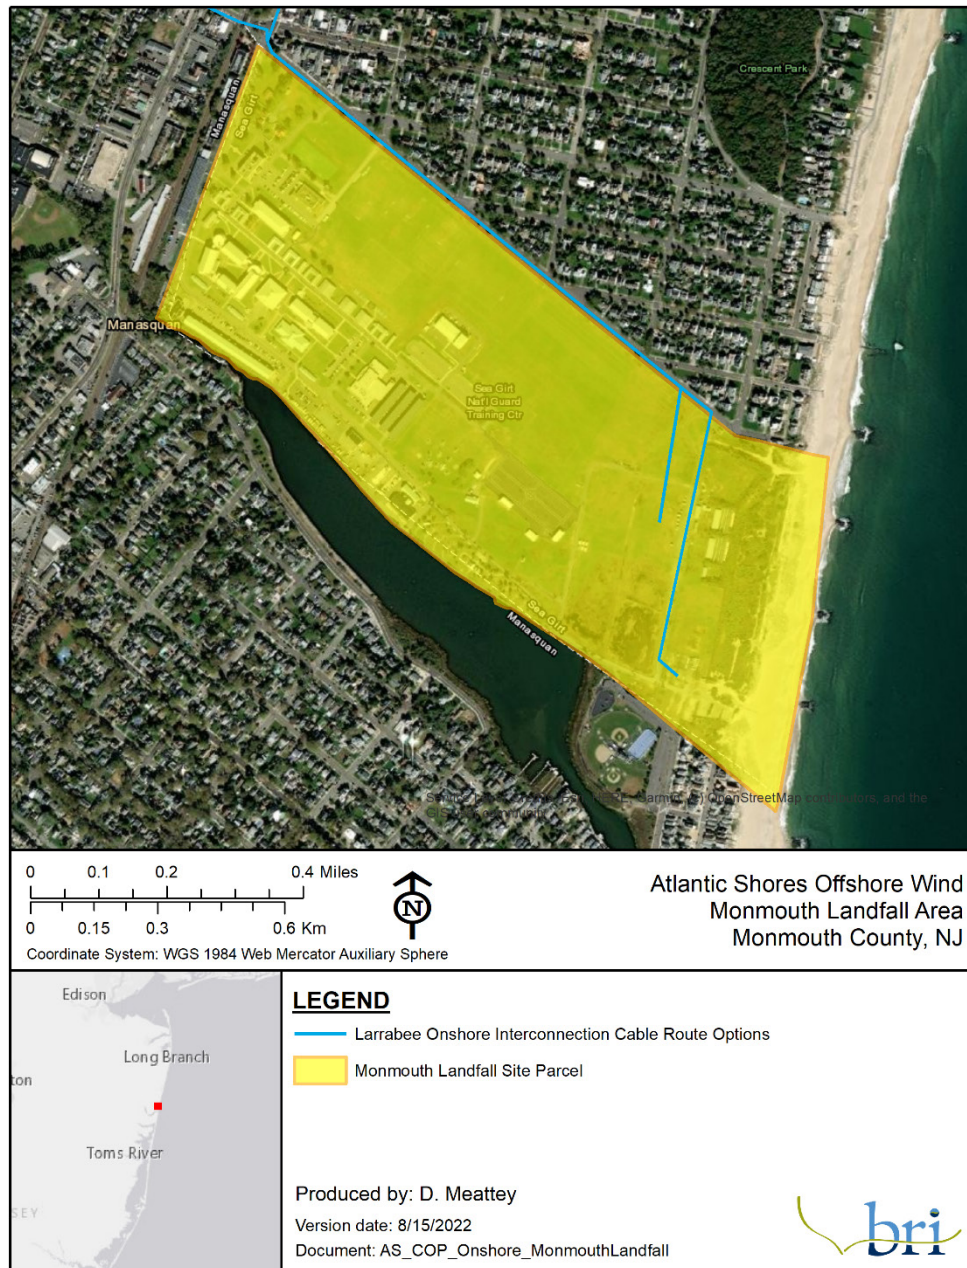 Crescent Park
Manasquan
Sea Girt
Manasquan
Sea Girt
Nat'l Guard
Training Ctr
Sea Girt
Manasquan
OpenStreetMap contributors, and the
0 0.1 0.2 0.4 Miles
0 0.15 0.3 0.6 Km
Coordinate System: WGS 1984 Web Mercator Auxiliary Sphere
N
Atlantic Shores Offshore Wind
Monmouth Landfall Area
Monmouth County, NJ
Edison
Long Branch
ton
Toms River
SEY
LEGEND
Larrabee Onshore Interconnection Cable Route Options
Monmouth Landfall Site Parcel
Produced by: D. Meattey
Version date: 8/15/2022
Document: AS_COP_Onshore_MonmouthLandfall
bri